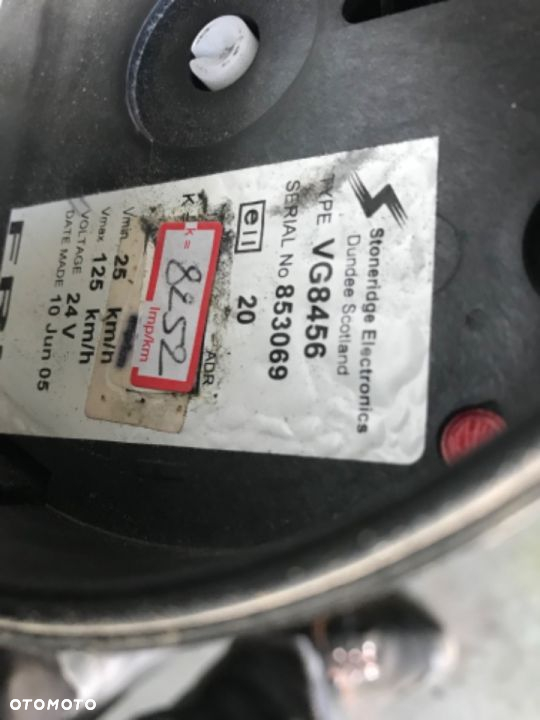 Stoneridge Electronics
Dundee Scotland
TYPE VG8456
SERIAL No 853069
e11 20
ADR
K
k = 8252 Imp/km
Vmin 25 km/h
Vmax 125 km/h
VOLTAGE 24 V
DATE MADE 10 Jun 05
OTOMOTO